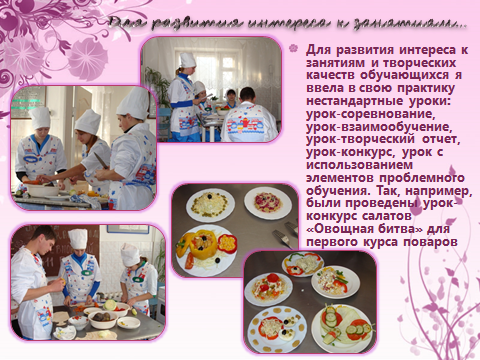 Для развития интереса к занятиям...
Для развития интереса к
занятиям и творческих
качеств обучающихся я
ввела в свою практику
нестандартные уроки:
урок-соревнование,
урок-взаимообучение,
урок-творческий отчет,
урок-конкурс, урок с
использованием
элементов проблемного
обучения. Так, например,
были проведены урок-
конкурс салатов
«Овощная битва» для
первого курса поваров